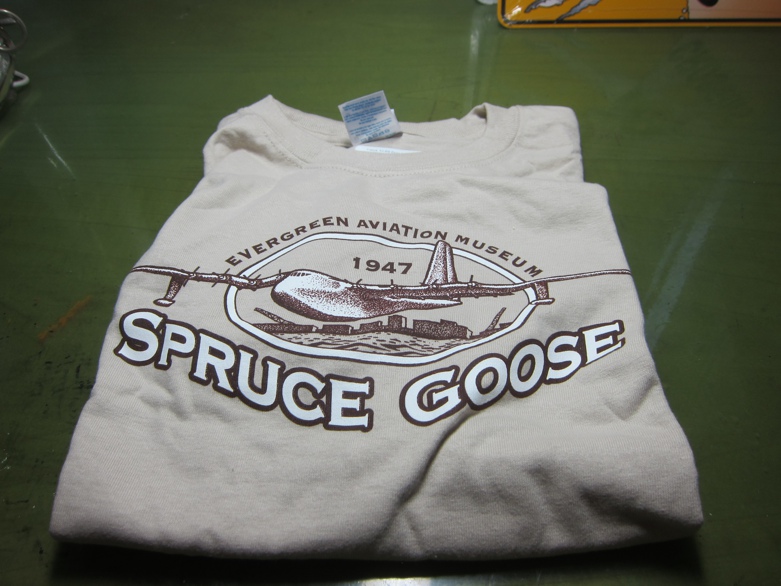 EVERGREEN AVIATION MUSEUM
1947
SPRUCE GOOSE